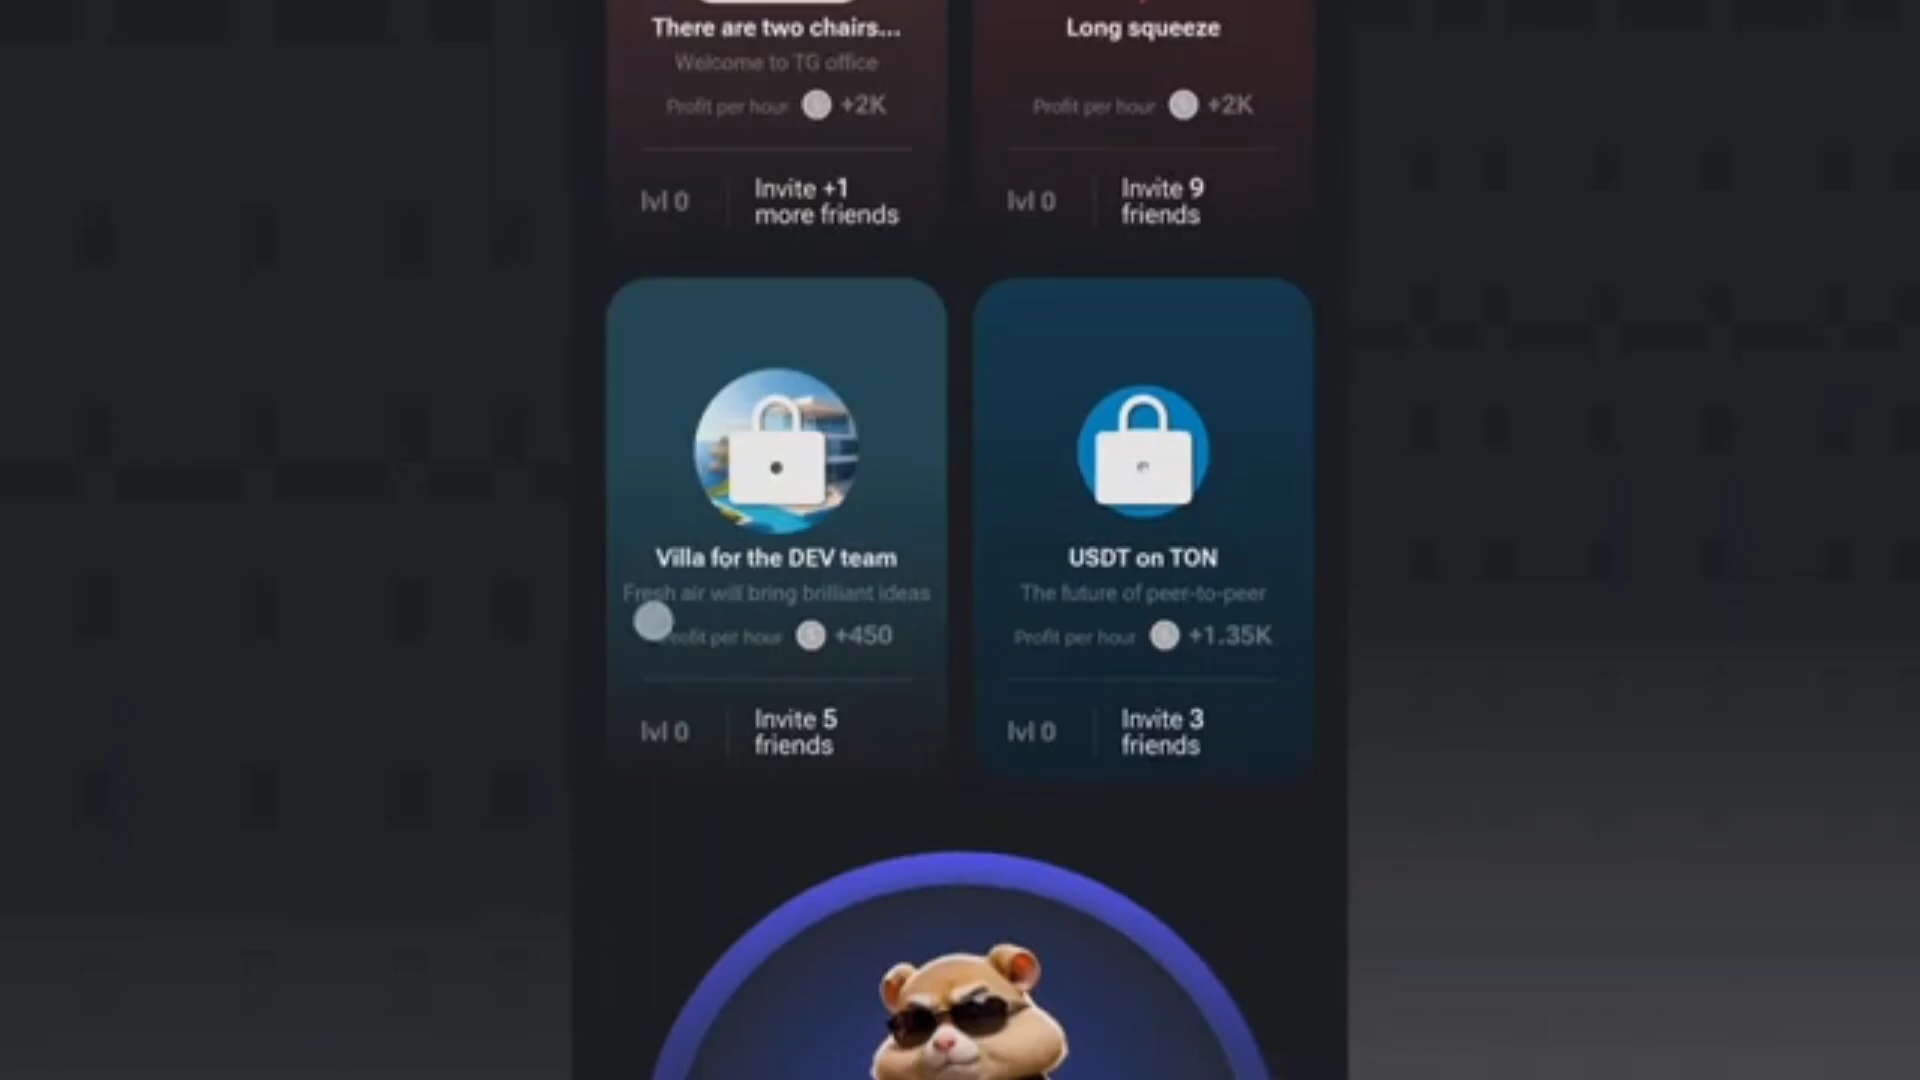 There are two chairs...
Welcome to TG office
Profit per hour +2K
lvl 0
Invite +1
more friends
Long squeeze
Profit per hour +2K
lvl 0
Invite 9
friends
Villa for the DEV team
Fresh air will bring brilliant ideas
Profit per hour +450
lvl 0
Invite 5
friends
USDT on TON
The future of peer-to-peer
Profit per hour +1.35K
lvl 0
Invite 3
friends